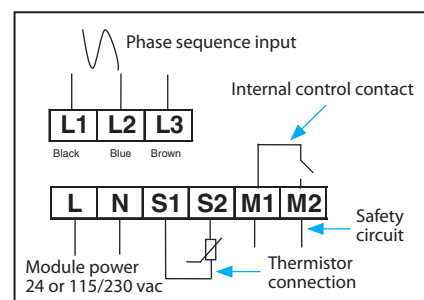 Phase sequence input
Internal control contact
L1 L2 L3
Black Blue Brown
L N S1 S2 M1 M2
Safety
circuit
Module power
24 or 115/230 vac
Thermistor
connection